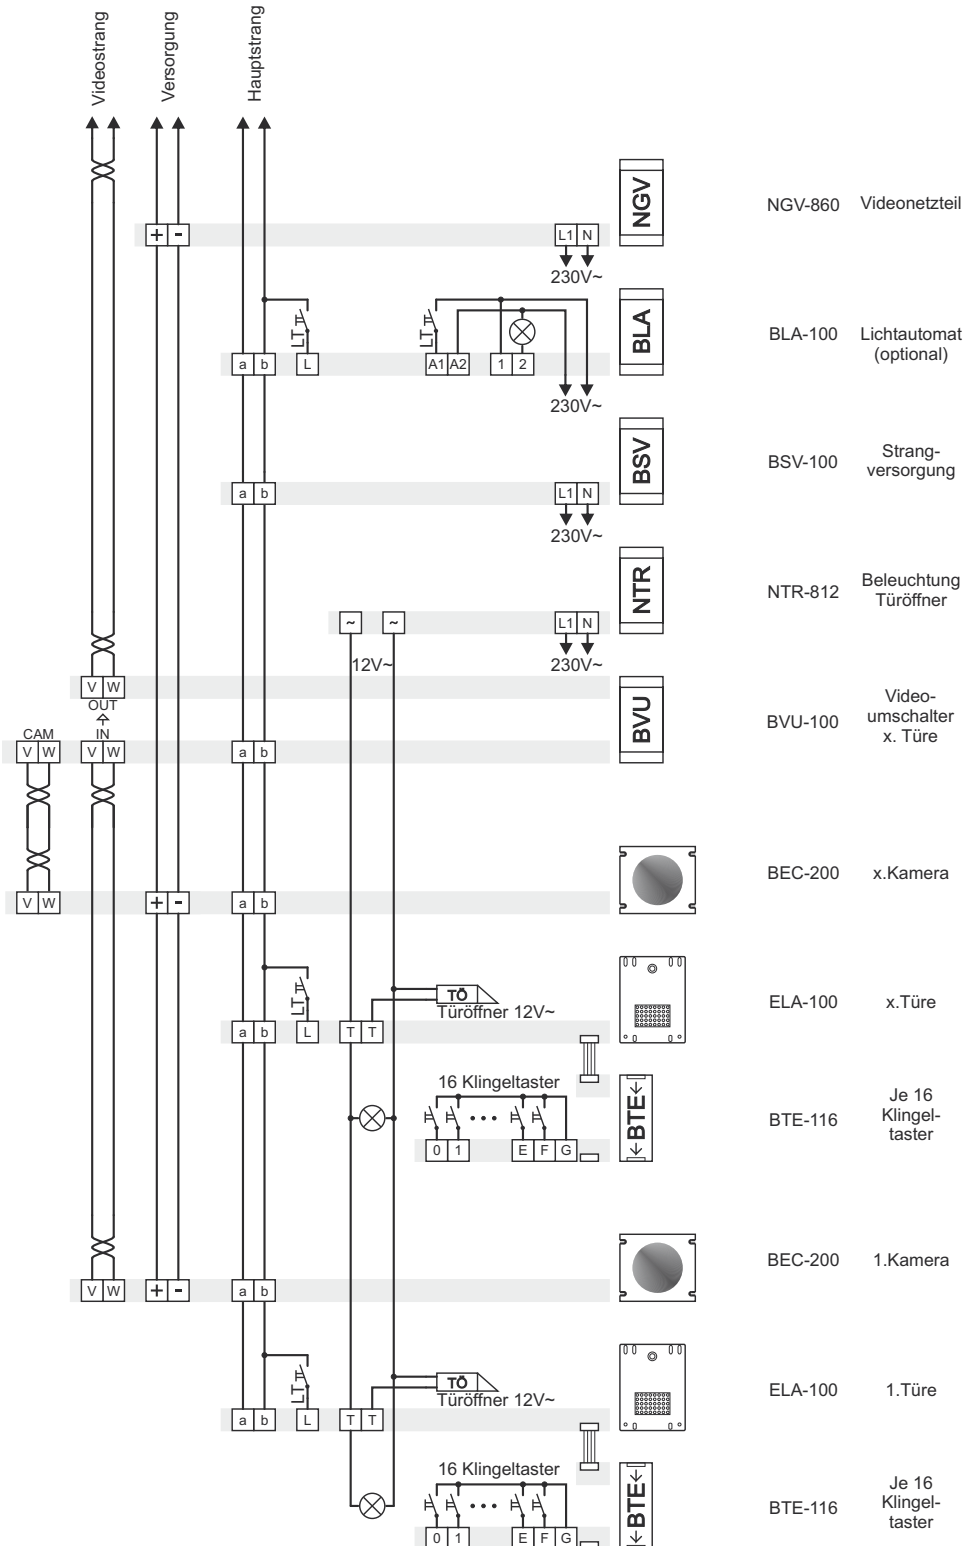 Videostrang
Versorgung
Hauptstrang
NGV
NGV-860 Videonetzteil
+ -
L1 N
230V~
LT
LT
BLA
BLA-100 Lichtautomat
(optional)
a b
L
A1 A2
1 2
230V~
BSV
BSV-100
Strang-
versorgung
a b
L1 N
230V~
NTR
NTR-812
Beleuchtung
Türöffner
~ ~
L1 N
12V~
230V~
V W
OUT
BVU
BVU-100
Video-
umschalter
x. Türe
CAM
IN
V W
V W
a b
BEC-200 x.Kamera
V W
+ -
a b
LT
TÖ
Türöffner 12V~
ELA-100 x.Türe
a b
L
T T
16 Klingeltaster
BTE
BTE-116
Je 16
Klingel-
taster
0 1
E F G
BEC-200 1.Kamera
V W
+ -
a b
LT
TÖ
Türöffner 12V~
ELA-100 1.Türe
a b
L
T T
16 Klingeltaster
BTE
BTE-116
Je 16
Klingel-
taster
0 1
E F G